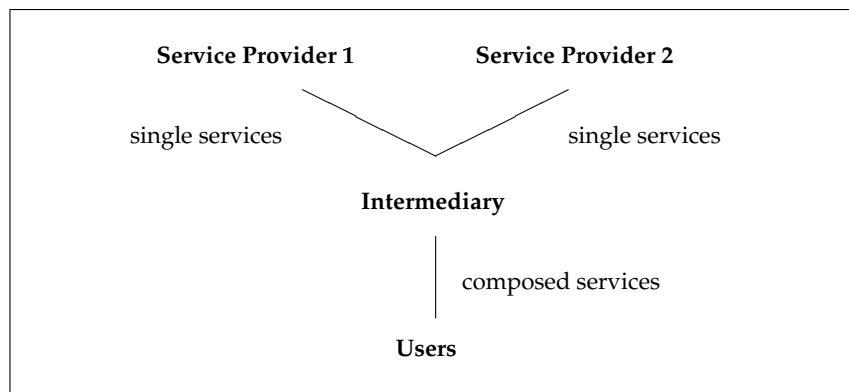 Service Provider 1
Service Provider 2
single services
single services
Intermediary
composed services
Users